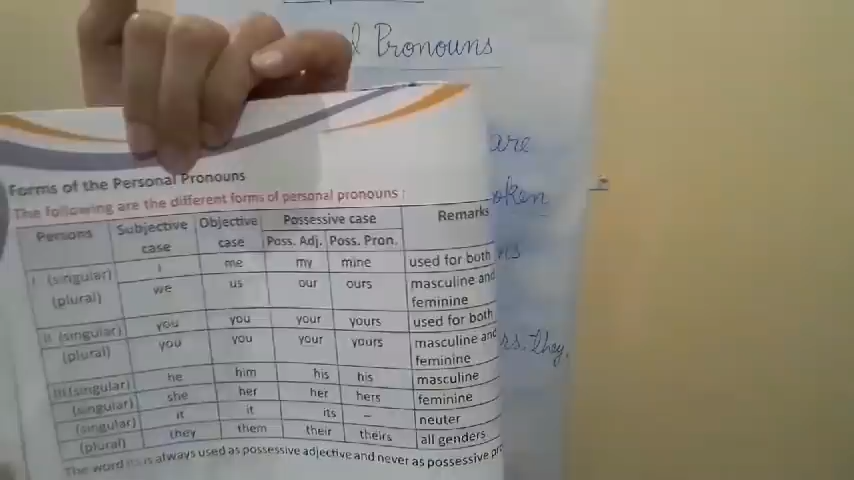 d Pronouns
are
oken
rs
rs. they,
Forms of the Personal Pronouns
The following are the different forms of personal pronouns :
Persons Subjective case Objective case Possessive case Remarks
Poss. Adj. Poss. Pron.
I (singular) I me my mine used for both
(plural) we us our ours masculine and
feminine
II (singular) you you your yours used for both
(plural) you you your yours masculine and
feminine
III (singular) he him his his masculine
(singular) she her her hers feminine
(singular) it it its – neuter
(plural) they them their theirs all genders
The word its is always used as possessive adjective and never as possessive pr